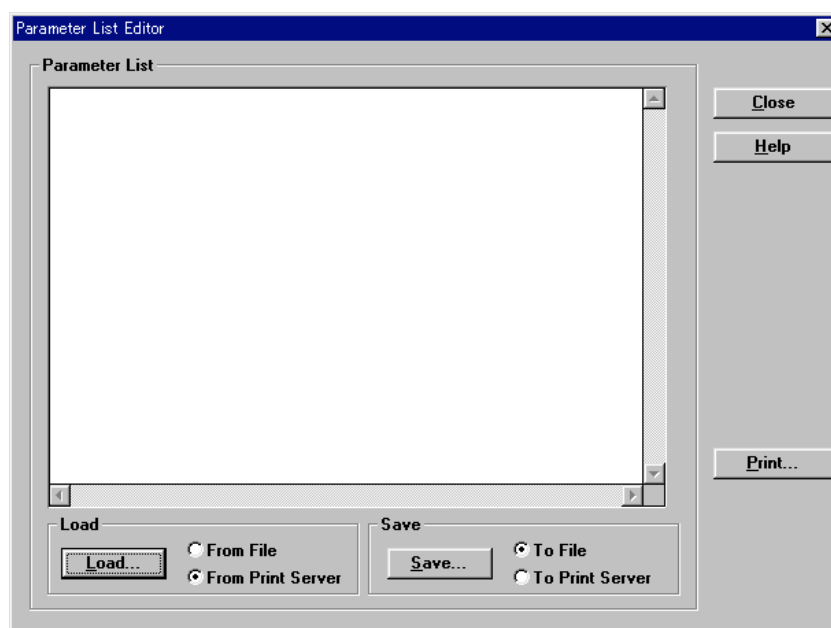 Parameter List Editor
Parameter List
Close
Help
Print...
Load
Load...
From File
From Print Server
Save
Save...
To File
To Print Server